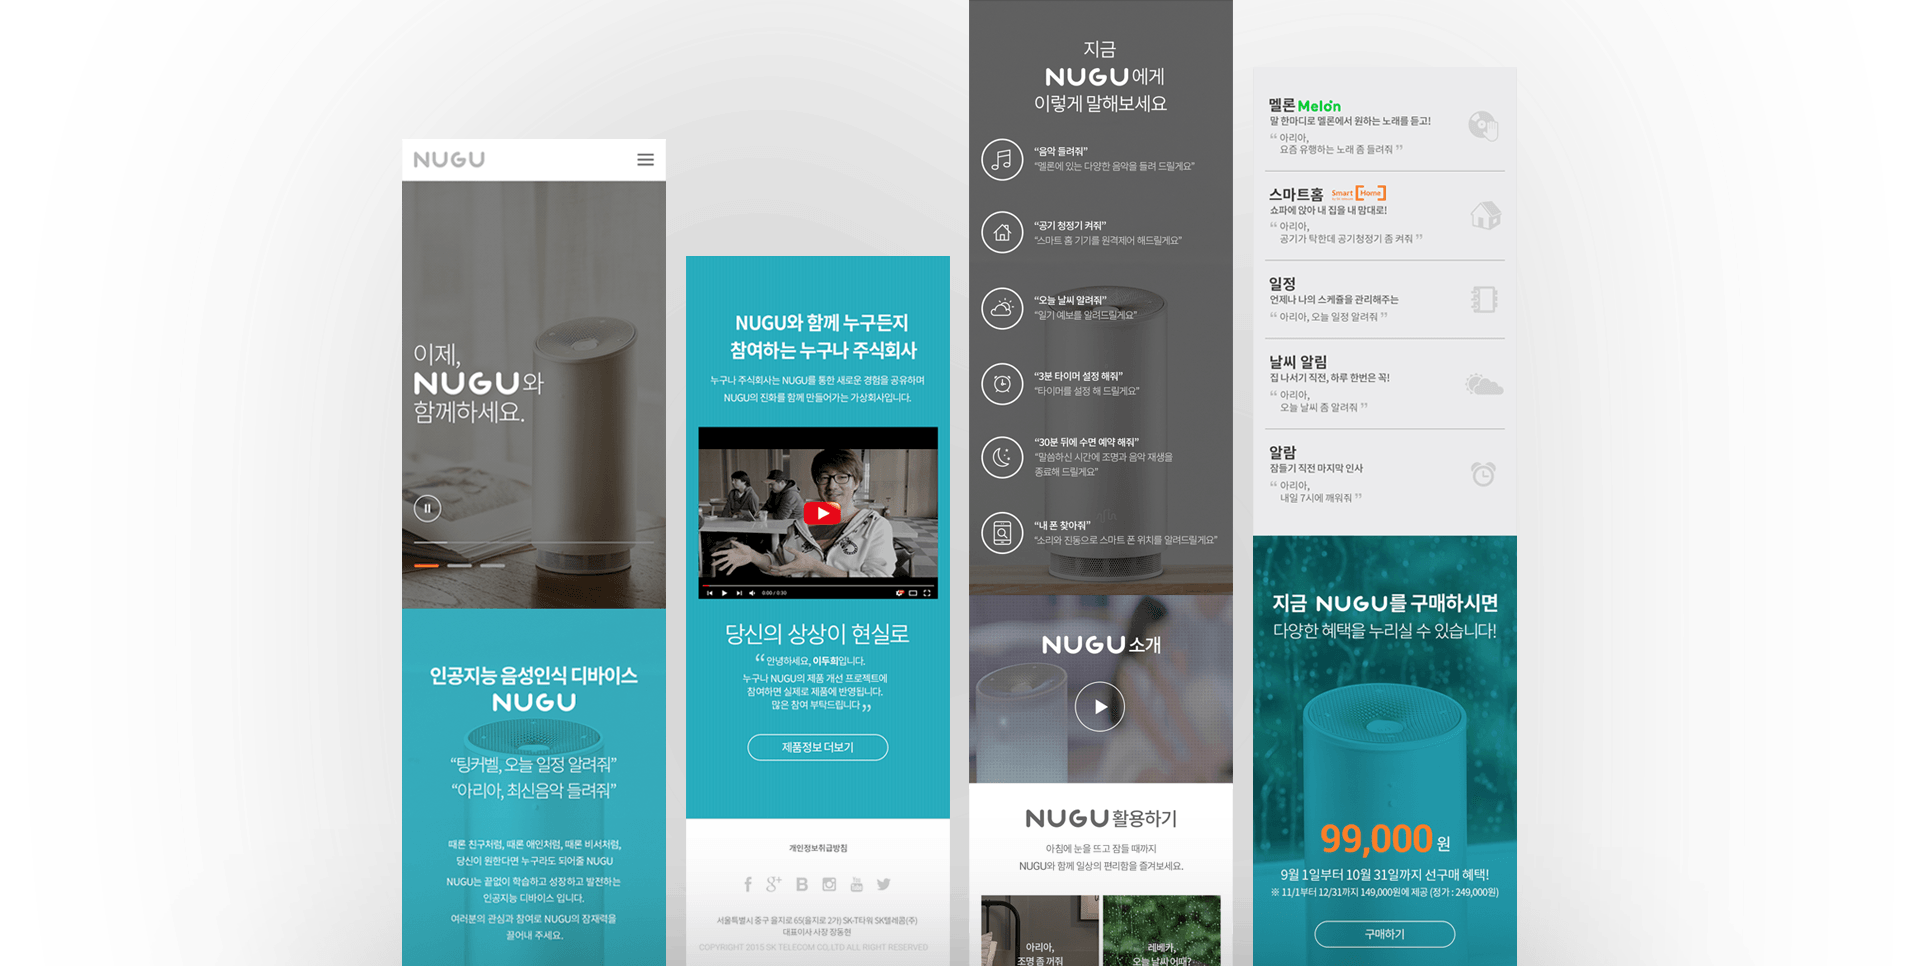 NUGU
이제,
NUGU와
함께하세요.
인공지능 음성인식 디바이스
NUGU
“팅커벨, 오늘 일정 알려줘”
“아리아, 최신음악 들려줘”
때론 친구처럼, 때론 애인처럼, 때론 비서처럼,
당신이 원한다면 누구라도 되어줄 NUGU
NUGU는 끝없이 학습하고 성장하고 발전하는
인공지능 디바이스 입니다.
여러분의 관심과 참여로 NUGU의 잠재력을
끌어내 주세요.
NUGU와 함께 누구든지
참여하는 누구나 주식회사
누구나 주식회사는 NUGU를 통한 새로운 경험을 공유하며
NUGU의 진화를 함께 만들어가는 가상회사입니다.
0:00 / 0:30
당신의 상상이 현실로
“ 안녕하세요, 이두희입니다.
누구나 NUGU의 제품 개선 프로젝트에
참여하면 실제로 제품에 반영됩니다.
많은 참여 부탁드립니다 ”
제품정보 더보기
개인정보취급방침
f g+ B You Tube
서울특별시 중구 을지로 65(을지로 2가) SK-T타워 SK텔레콤(주)
대표이사 사장 장동현
COPYRIGHT 2015 SK TELECOM CO., LTD ALL RIGHT RESERVED
지금
NUGU에게
이렇게 말해보세요
“음악 들려줘”
“멜론에 있는 다양한 음악을 들려 드릴게요”
“공기 청정기 켜줘”
“스마트 홈 기기를 원격제어 해드릴게요”
“오늘 날씨 알려줘”
“일기 예보를 알려드릴게요”
“3분 타이머 설정 해줘”
“타이머를 설정 해 드릴게요”
“30분 뒤에 수면 예약 해줘”
“말씀하신 시간에 조명과 음악 재생을
종료해 드릴게요”
“내 폰 찾아줘”
“소리와 진동으로 스마트 폰 위치를 알려드릴게요”
NUGU소개
NUGU활용하기
아침에 눈을 뜨고 잠들 때까지
NUGU와 함께 일상의 편리함을 즐겨보세요.
아리아,
조명 좀 꺼줘
레베카,
오늘 날씨 어때?
멜론 Melon
말 한마디로 멜론에서 원하는 노래를 듣고!
“ 아리아,
요즘 유행하는 노래 좀 들려줘 ”
스마트홈 Smart [Home]
쇼파에 앉아 내 집을 내 맘대로!
“ 아리아,
공기가 탁한데 공기청정기 좀 켜줘 ”
일정
언제나 나의 스케쥴을 관리해주는
“ 아리아, 오늘 일정 알려줘 ”
날씨 알림
집 나서기 직전, 하루 한번은 꼭!
“ 아리아,
오늘 날씨 좀 알려줘 ”
알람
잠들기 직전 마지막 인사
“ 아리아,
내일 7시에 깨워줘 ”
지금 NUGU를 구매하시면
다양한 혜택을 누리실 수 있습니다!
99,000 원
9월 1일부터 10월 31일까지 선구매 혜택!
※ 11/1부터 12/31까지 149,000원에 제공 (정가 : 249,000원)
구매하기